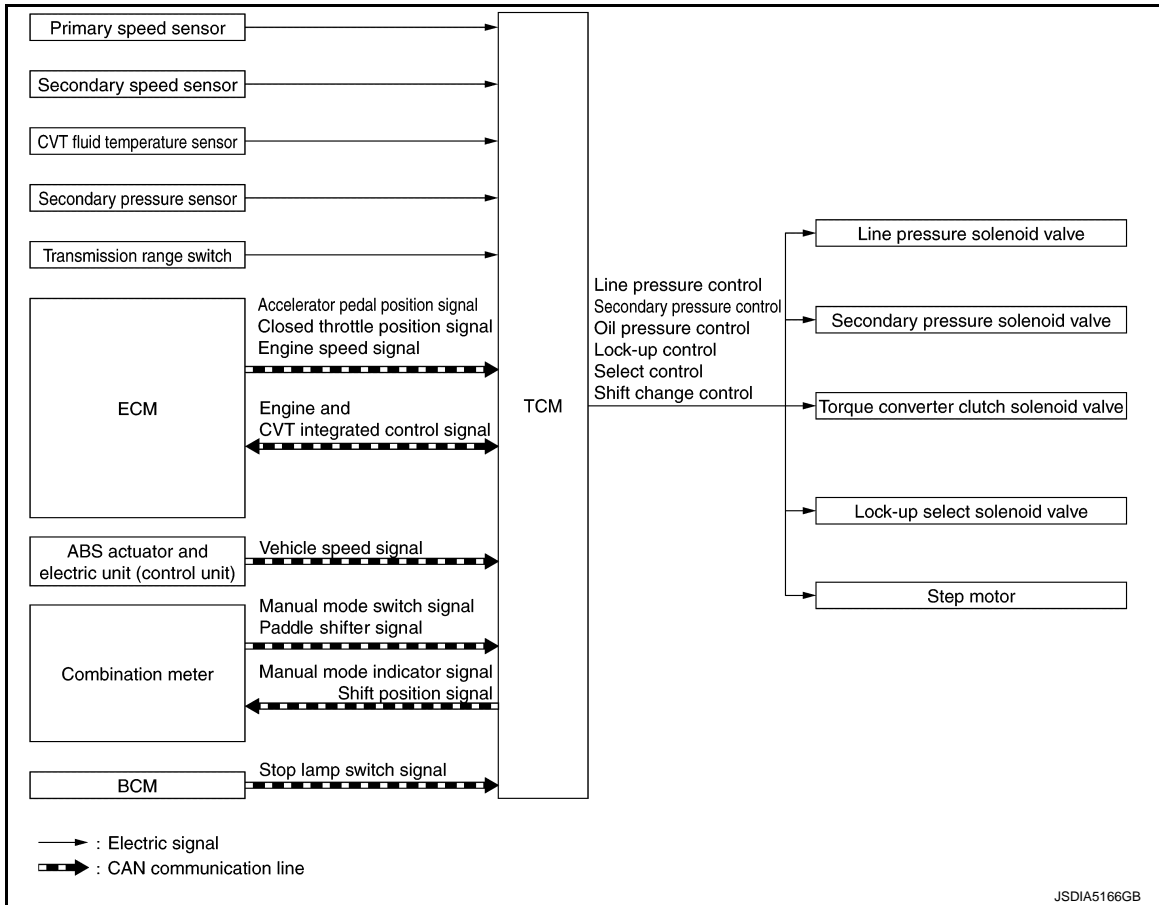 Primary speed sensor
Secondary speed sensor
CVT fluid temperature sensor
Secondary pressure sensor
Transmission range switch
ECM
Accelerator pedal position signal
Closed throttle position signal
Engine speed signal
Engine and
CVT integrated control signal
ABS actuator and
electric unit (control unit)
Vehicle speed signal
Combination meter
Manual mode switch signal
Paddle shifter signal
Manual mode indicator signal
Shift position signal
BCM
Stop lamp switch signal
TCM
Line pressure control
Secondary pressure control
Oil pressure control
Lock-up control
Select control
Shift change control
Line pressure solenoid valve
Secondary pressure solenoid valve
Torque converter clutch solenoid valve
Lock-up select solenoid valve
Step motor
: Electric signal
: CAN communication line
JSDIA5166GB